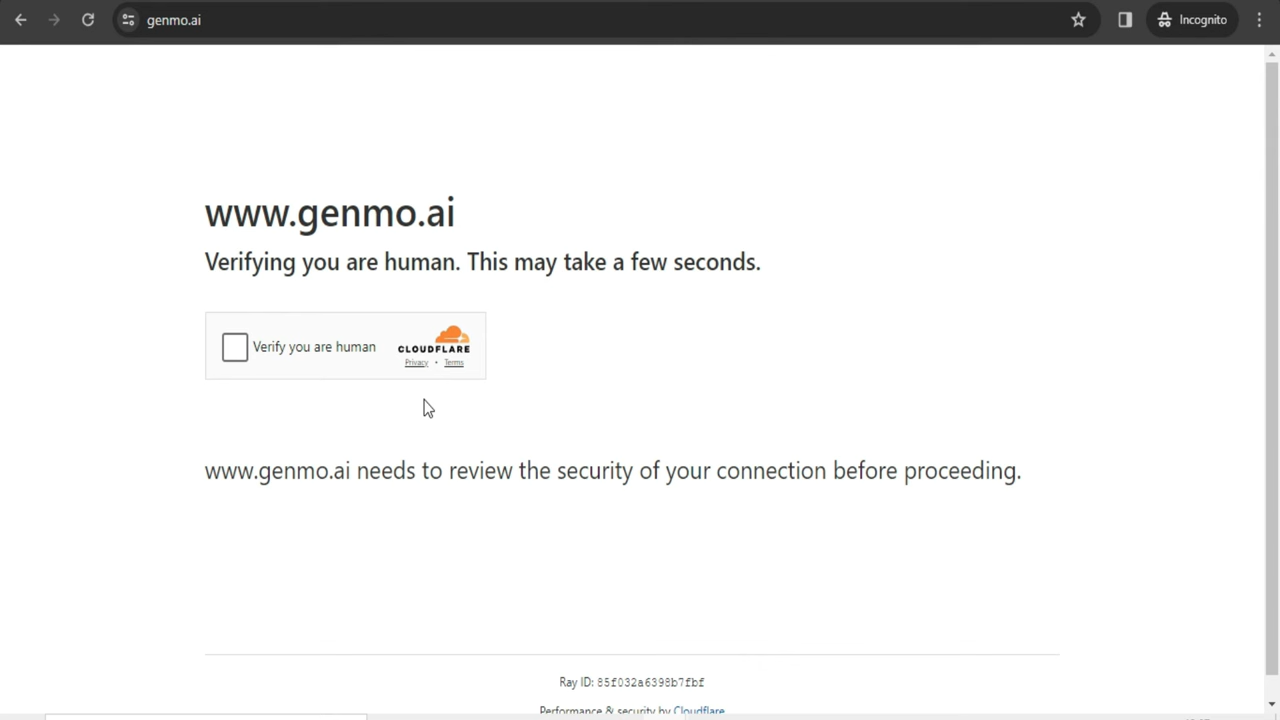 genmo.ai
Incognito
www.genmo.ai
Verifying you are human. This may take a few seconds.
Verify you are human
CLOUDFLARE
Privacy • Terms
www.genmo.ai needs to review the security of your connection before proceeding.
Ray ID: 85f032a6398b7fbf
Performance & security by Cloudflare